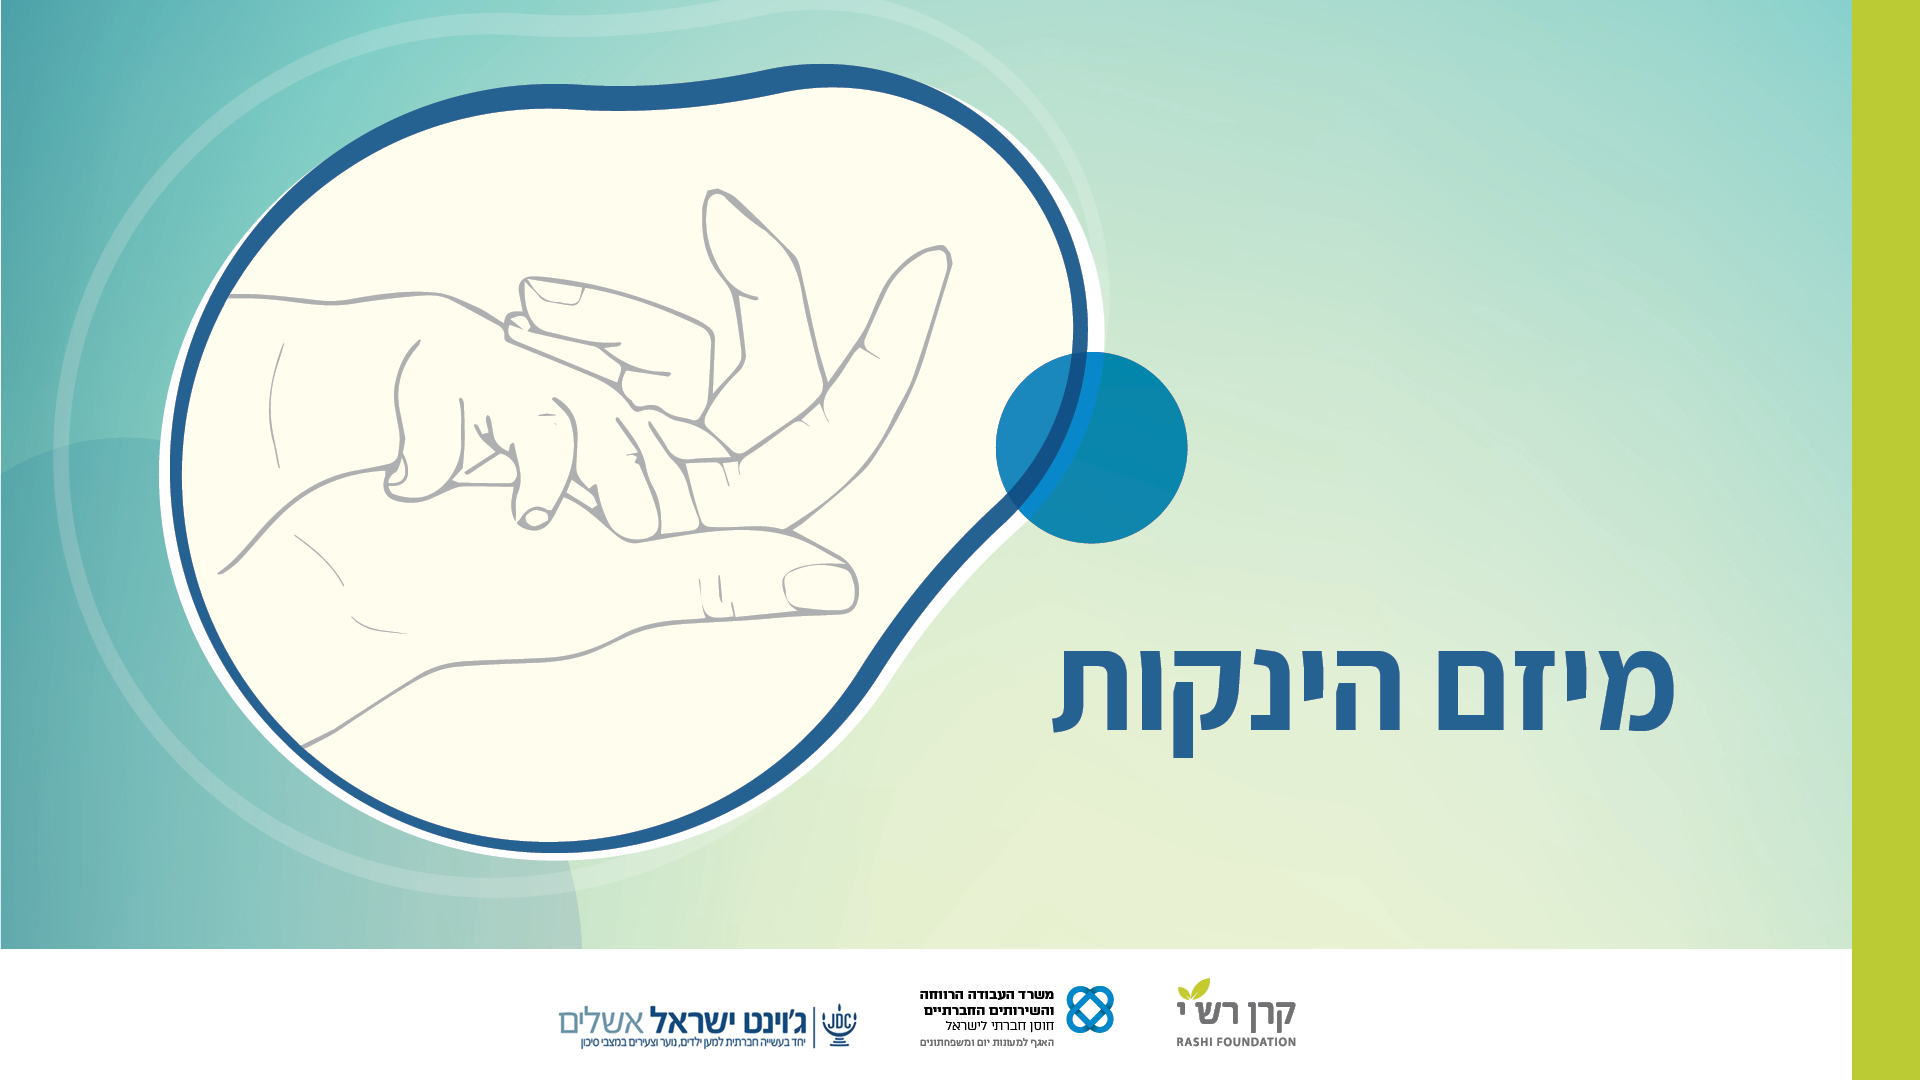 מיזם הינקות
קרן רש"י
RASHI FOUNDATION
משרד העבודה הרווחה
והשירותים החברתיים
חוסן חברתי לישראל
האגף למעונות יום ומשפחתונים
JDC
ג'וינט ישראל אשלים
יחד בעשייה חברתית למען ילדים, נוער וצעירים במצבי סיכון